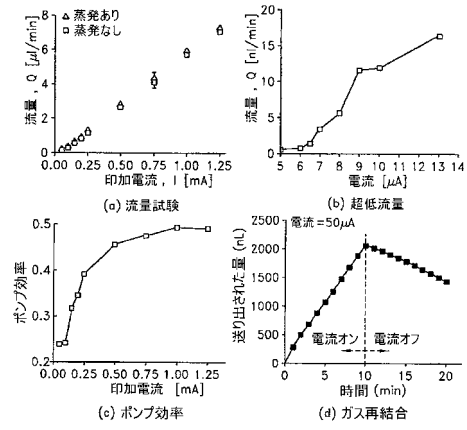 △ 蒸発あり
□ 蒸発なし
流量 , Q [μl/min]
8
6
4
2
0
0.00 0.25 0.50 0.75 1.00 1.25
印加電流 , I [mA]
(a) 流量試験
流量 , Q [nl/min]
20
15
10
5
0
5 6 7 8 9 10 11 12 13 14
電流 [μA]
(b) 超低流量
ポンプ効率
0.5
0.4
0.3
0.2
0.00 0.25 0.50 0.75 1.00 1.25
印加電流 [mA]
(c) ポンプ効率
送り出された量 (nL)
2500
2000
1500
1000
500
0
電流=50μA
電流オン 電流オフ
0 5 10 15 20
時間 (min)
(d) ガス再結合